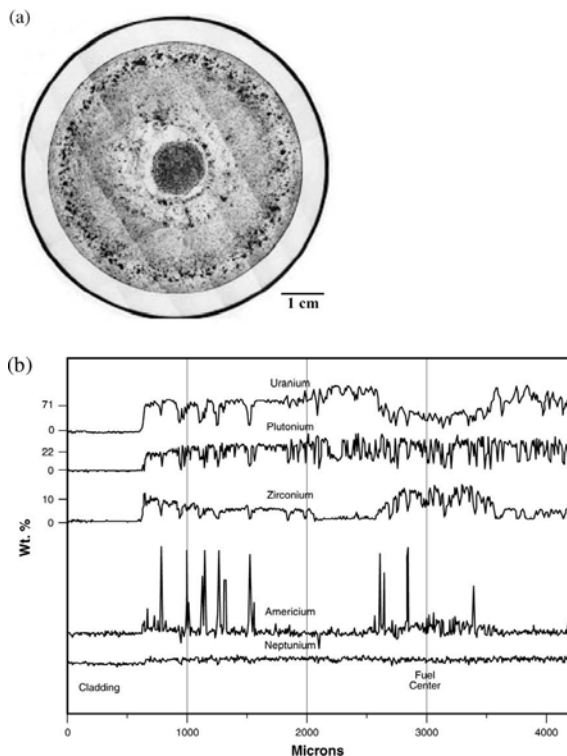 (a)
1 cm
(b)
Uranium
71
0
Plutonium
22
0
Zirconium
10
0
Wt. %
Americium
Neptunium
Cladding
Fuel
Center
0
1000
2000
3000
4000
Microns